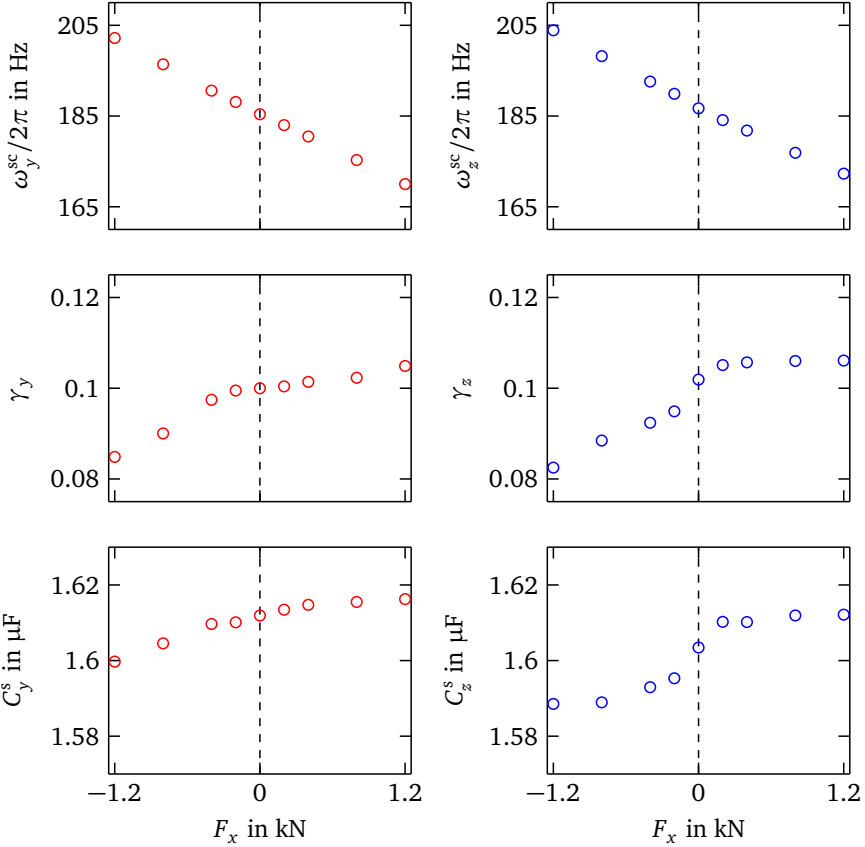 205
185
165
ω_y^sc/2π in Hz
205
185
165
ω_z^sc/2π in Hz
0.12
0.1
0.08
γ_y
0.12
0.1
0.08
γ_z
1.62
1.6
1.58
C_y^s in µF
−1.2 0 1.2
F_x in kN
1.62
1.6
1.58
C_z^s in µF
−1.2 0 1.2
F_x in kN